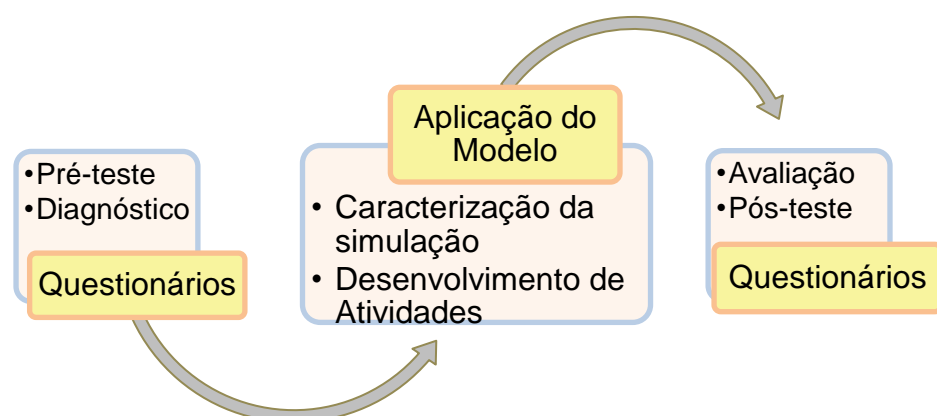 •Pré-teste
•Diagnóstico
Questionários
Aplicação do
Modelo
• Caracterização da
simulação
• Desenvolvimento de
Atividades
•Avaliação
•Pós-teste
Questionários